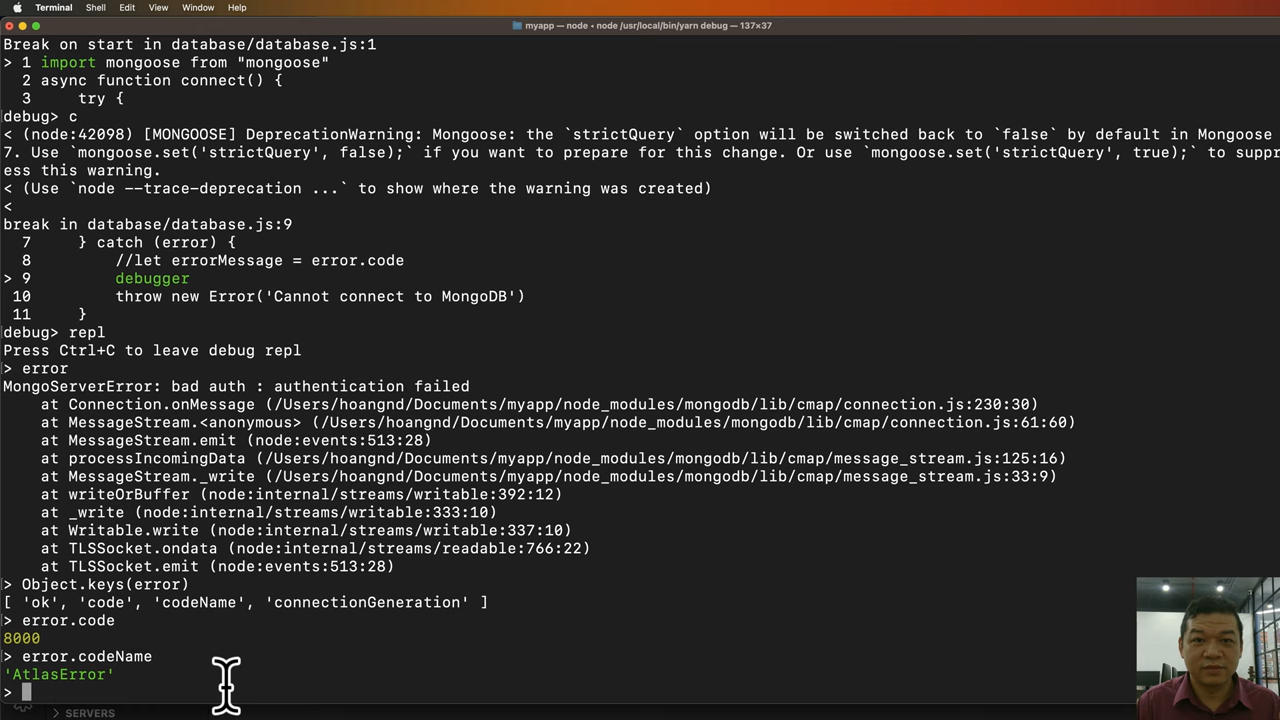 Terminal Shell Edit View Window Help
myapp — node • node /usr/local/bin/yarn debug — 137×37
Break on start in database/database.js:1
> 1 import mongoose from "mongoose"
  2 async function connect() {
  3     try {
debug> c
< (node:42098) [MONGOOSE] DeprecationWarning: Mongoose: the `strictQuery` option will be switched back to `false` by default in Mongoose
7. Use `mongoose.set('strictQuery', false);` if you want to prepare for this change. Or use `mongoose.set('strictQuery', true);` to suppr
ess this warning.
< (Use `node --trace-deprecation ...` to show where the warning was created)
<
break in database/database.js:9
  7     } catch (error) {
  8         //let errorMessage = error.code
> 9         debugger
 10         throw new Error('Cannot connect to MongoDB')
 11     }
debug> repl
Press Ctrl+C to leave debug repl
> error
MongoServerError: bad auth : authentication failed
    at Connection.onMessage (/Users/hoangnd/Documents/myapp/node_modules/mongodb/lib/cmap/connection.js:230:30)
    at MessageStream.<anonymous> (/Users/hoangnd/Documents/myapp/node_modules/mongodb/lib/cmap/connection.js:61:60)
    at MessageStream.emit (node:events:513:28)
    at processIncomingData (/Users/hoangnd/Documents/myapp/node_modules/mongodb/lib/cmap/message_stream.js:125:16)
    at MessageStream._write (/Users/hoangnd/Documents/myapp/node_modules/mongodb/lib/cmap/message_stream.js:33:9)
    at writeOrBuffer (node:internal/streams/writable:392:12)
    at _write (node:internal/streams/writable:333:10)
    at Writable.write (node:internal/streams/writable:337:10)
    at TLSSocket.ondata (node:internal/streams/readable:766:22)
    at TLSSocket.emit (node:events:513:28)
> Object.keys(error)
[ 'ok', 'code', 'codeName', 'connectionGeneration' ]
> error.code
8000
> error.codeName
'AtlasError'
>
> SERVERS